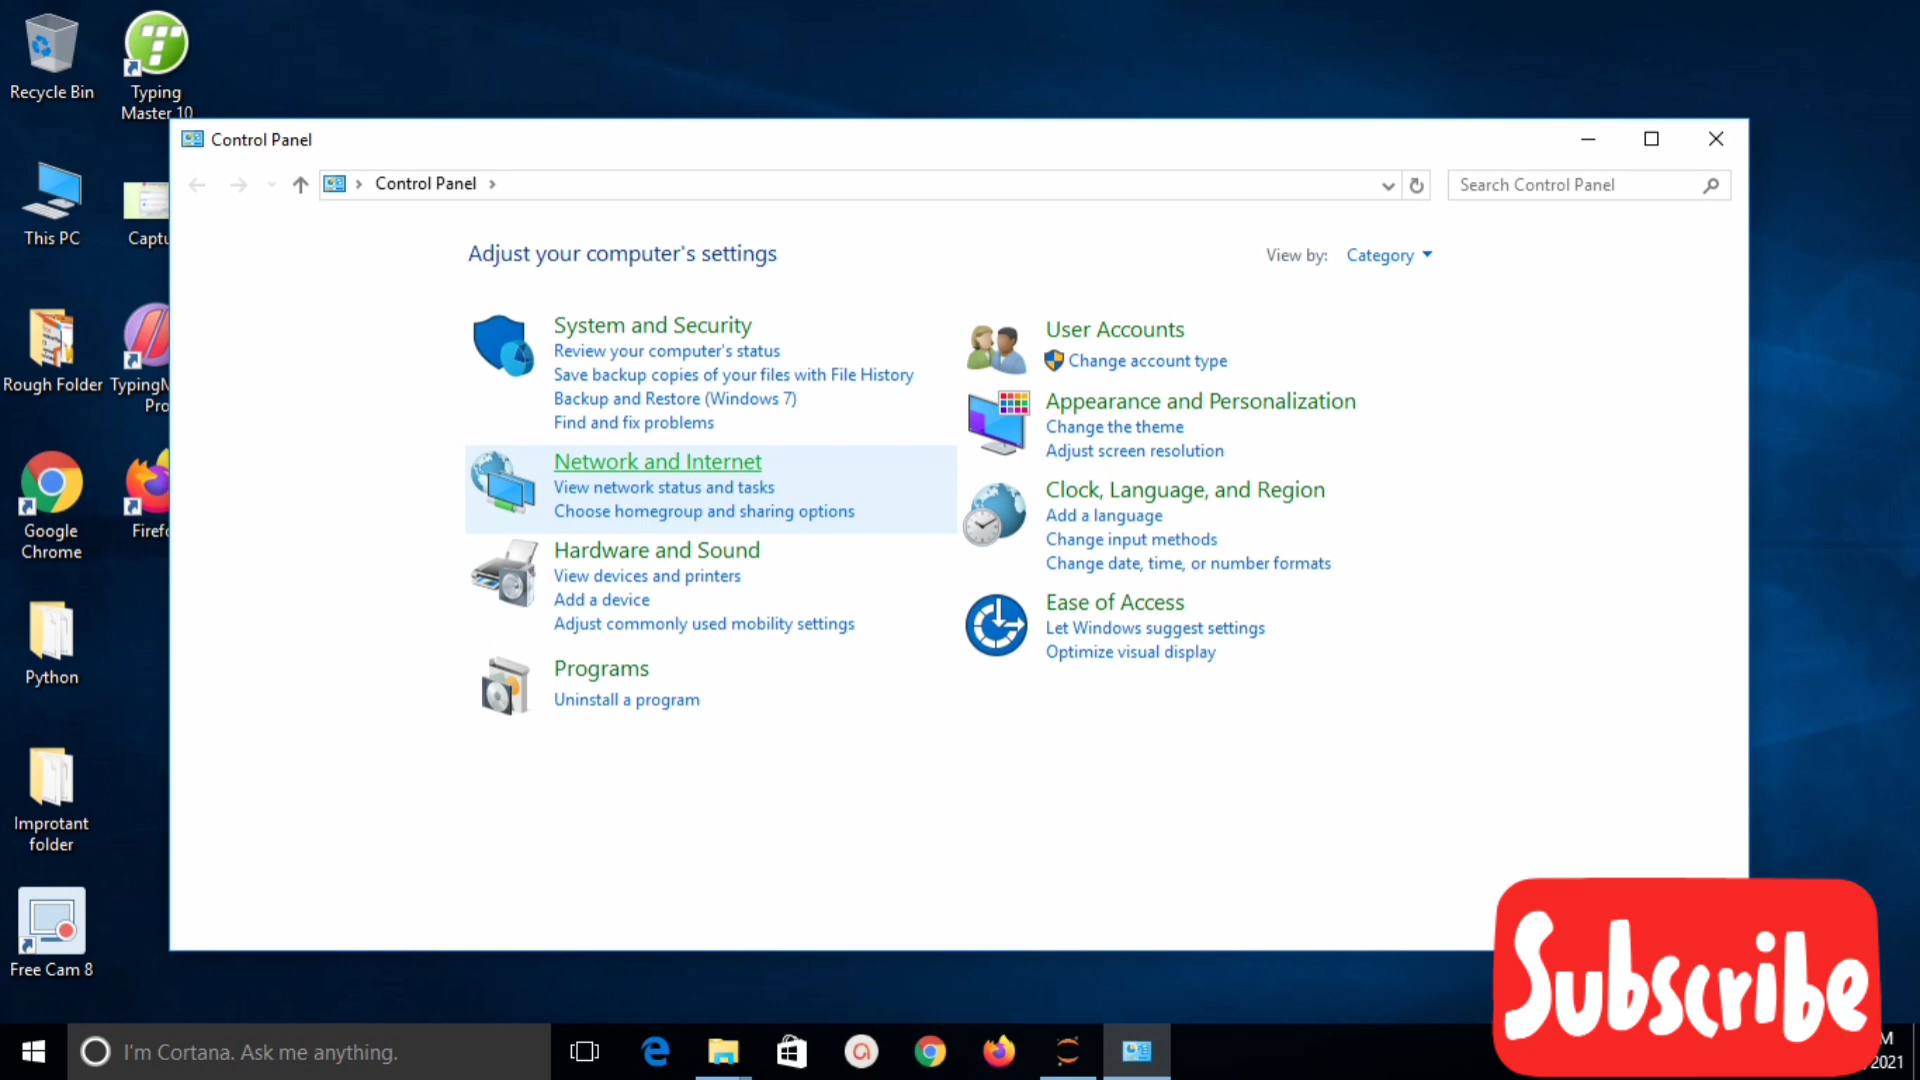 Recycle Bin
Typing
Master 10
This PC
Captu
Rough Folder
TypingM
Pro
Google
Chrome
Firefo
Python
Improtant
folder
Free Cam 8
Control Panel
Control Panel
Search Control Panel
Adjust your computer's settings
View by: Category
System and Security
Review your computer's status
Save backup copies of your files with File History
Backup and Restore (Windows 7)
Find and fix problems
Network and Internet
View network status and tasks
Choose homegroup and sharing options
Hardware and Sound
View devices and printers
Add a device
Adjust commonly used mobility settings
Programs
Uninstall a program
User Accounts
Change account type
Appearance and Personalization
Change the theme
Adjust screen resolution
Clock, Language, and Region
Add a language
Change input methods
Change date, time, or number formats
Ease of Access
Let Windows suggest settings
Optimize visual display
Subscribe
I'm Cortana. Ask me anything.
M
2021